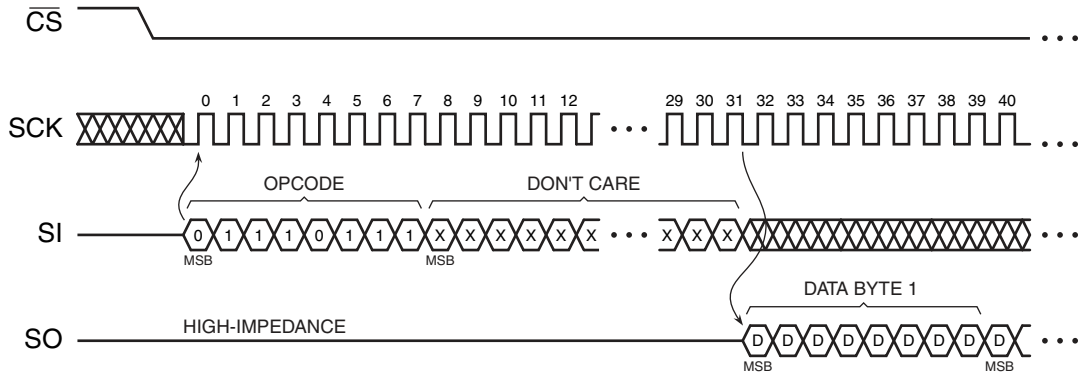 CS
0 1 2 3 4 5 6 7 8 9 10 11 12 29 30 31 32 33 34 35 36 37 38 39 40
SCK
OPCODE DON'T CARE
SI 0 1 1 1 0 1 1 1 X X X X X X X X X
MSB MSB
DATA BYTE 1
HIGH-IMPEDANCE
SO D D D D D D D D D
MSB MSB